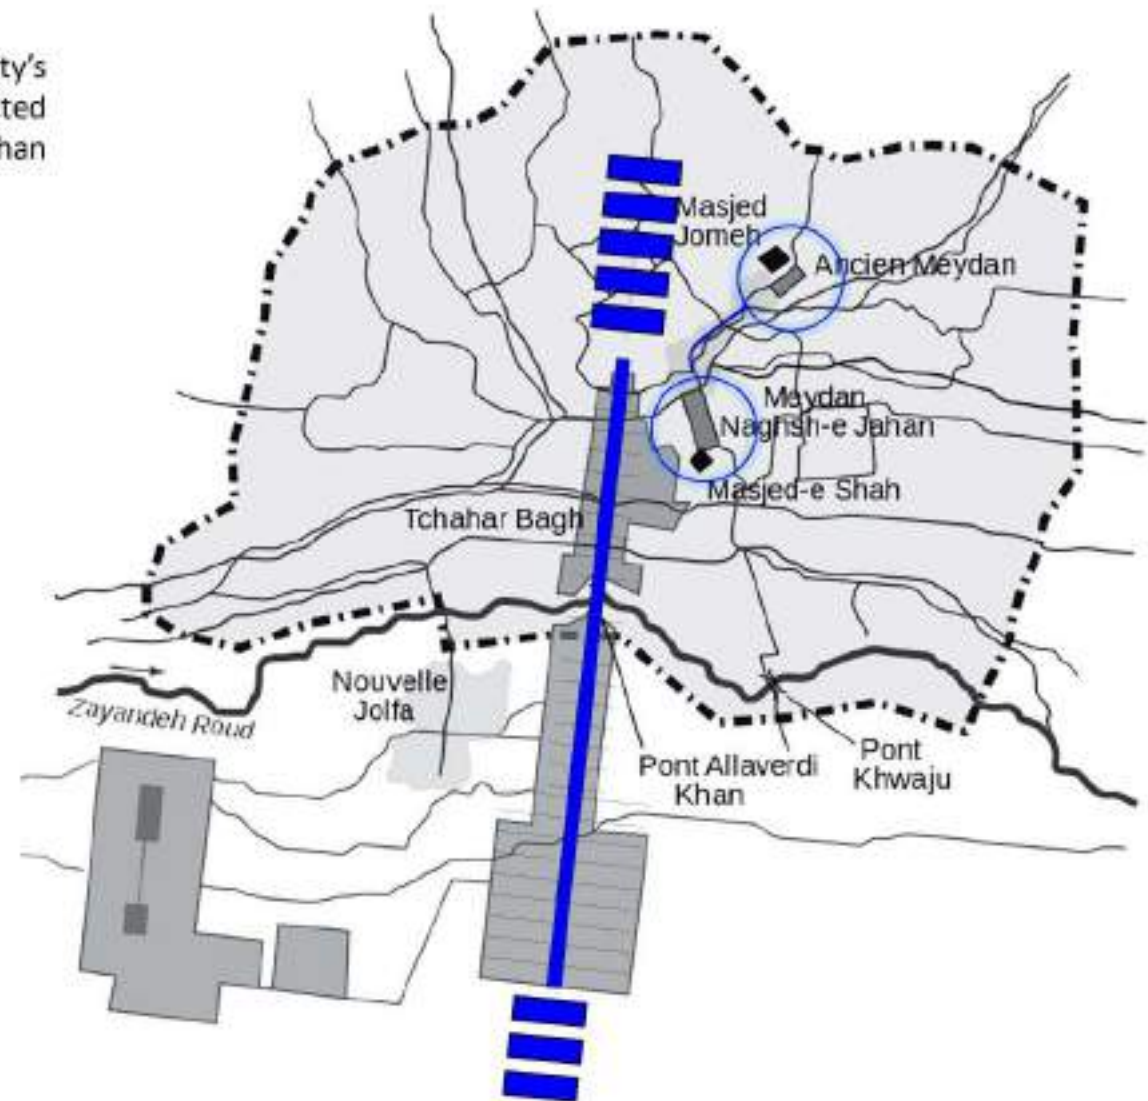 ty's
ted
han
Masjed
Jomeh
Ancien Meydan
Meydan
Naghsh-e Jahan
Masjed-e Shah
Tchahar Bagh
Nouvelle
Jolfa
Zayandeh Roud
Pont Allaverdi
Khan
Pont
Khwaju